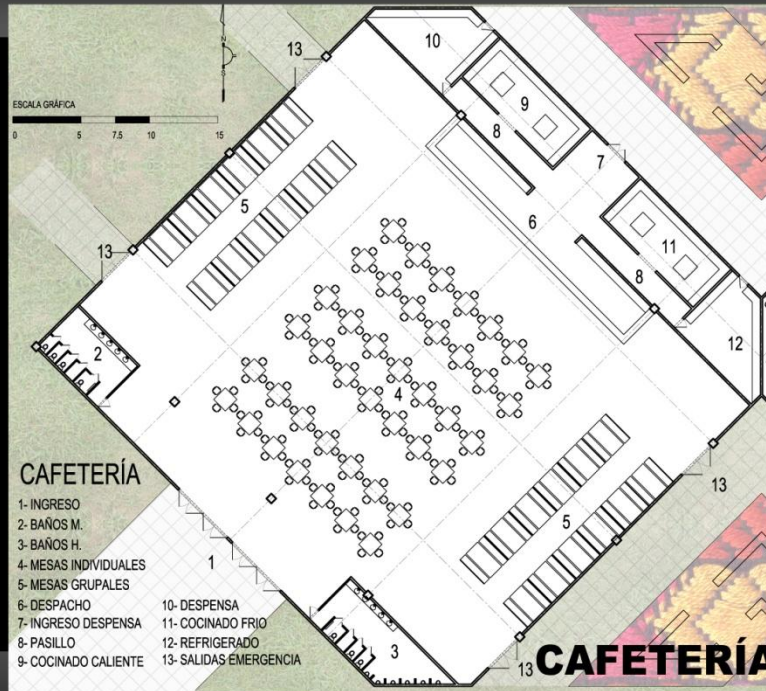 10
13
N
S
ESCALA GRÁFICA
0 5 7.5 10 15
9
8
7
5
6
11
13
8
2
12
4
CAFETERÍA
1- INGRESO
2- BAÑOS M.
3- BAÑOS H.
4- MESAS INDIVIDUALES
5- MESAS GRUPALES
6- DESPACHO
7- INGRESO DESPENSA
8- PASILLO
9- COCINADO CALIENTE
10- DESPENSA
11- COCINADO FRIO
12- REFRIGERADO
13- SALIDAS EMERGENCIA
13
5
1
3
13
CAFETERÍA